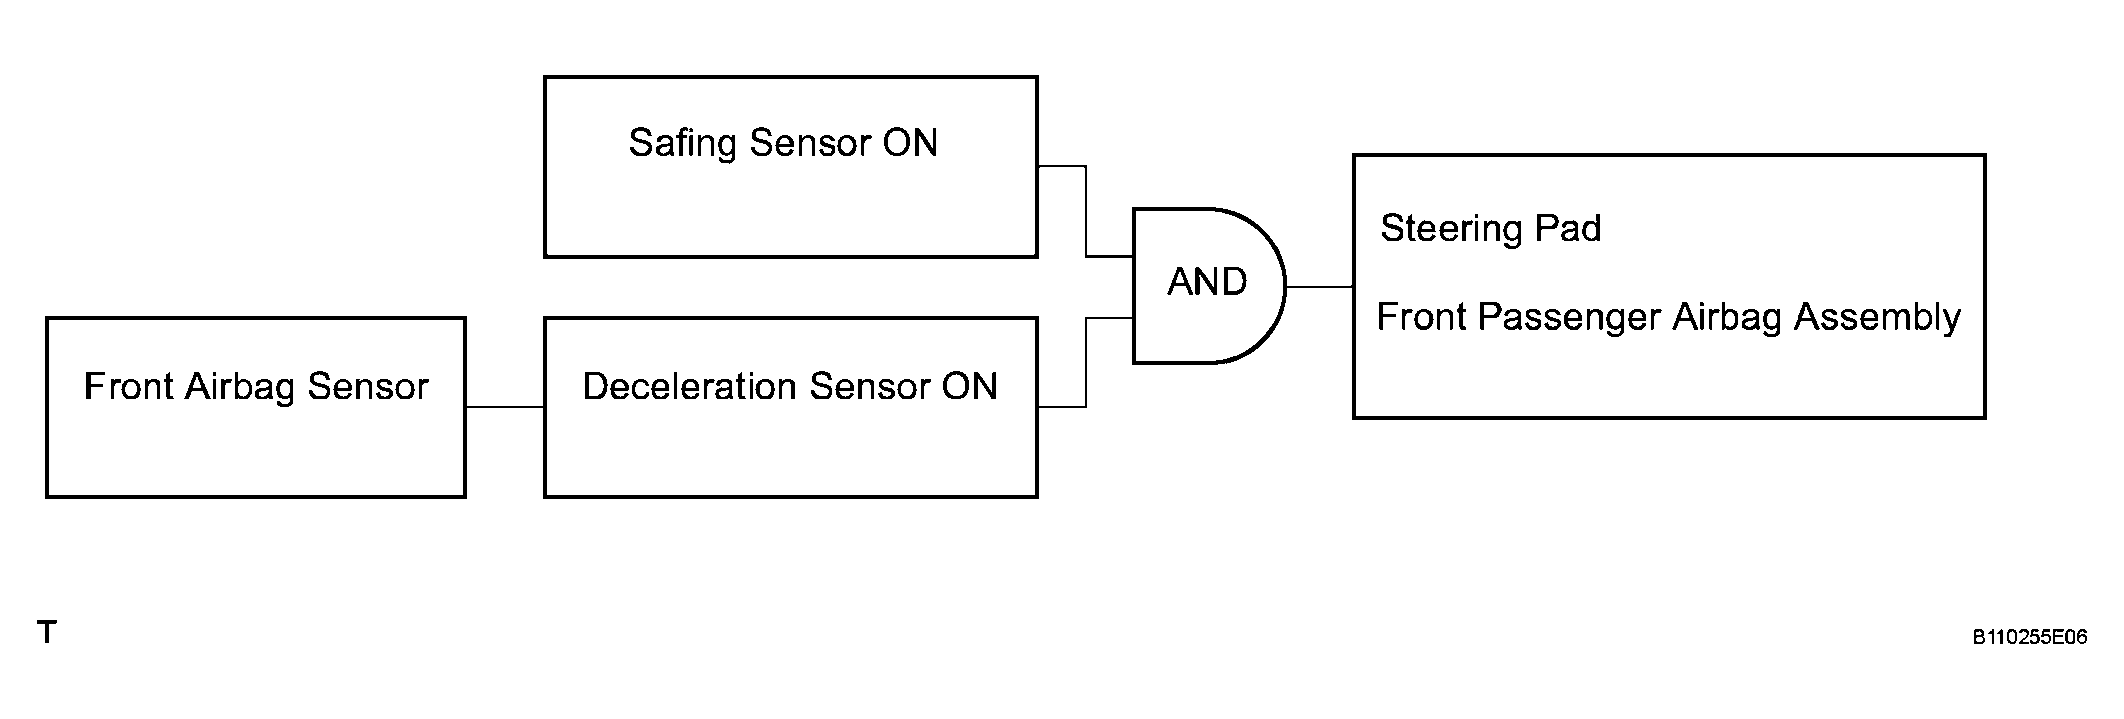 Safing Sensor ON
Front Airbag Sensor
Deceleration Sensor ON
AND
Steering Pad
Front Passenger Airbag Assembly
T
B110255E06